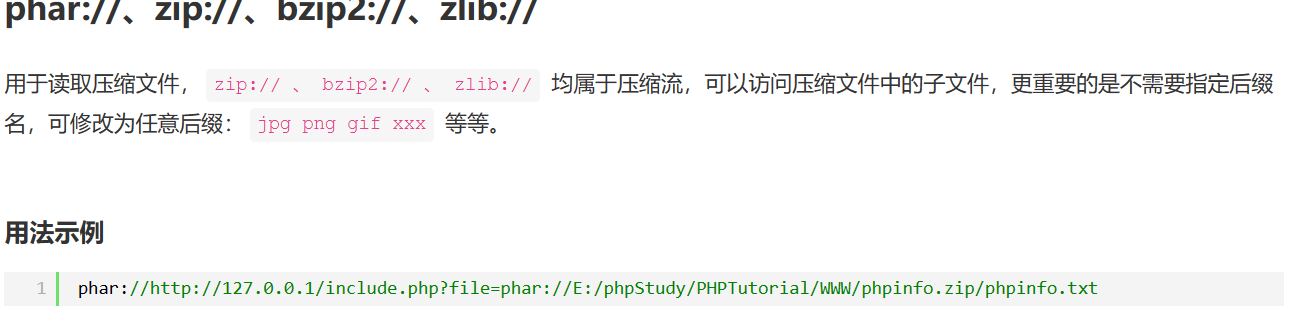 phar://、zip://、bzip2://、zlib://
用于读取压缩文件， zip:// 、 bzip2:// 、 zlib:// 均属于压缩流，可以访问压缩文件中的子文件，更重要的是不需要指定后缀
名，可修改为任意后缀： jpg png gif xxx 等等。
用法示例
1 phar://http://127.0.0.1/include.php?file=phar://E:/phpStudy/PHPTutorial/WWW/phpinfo.zip/phpinfo.txt